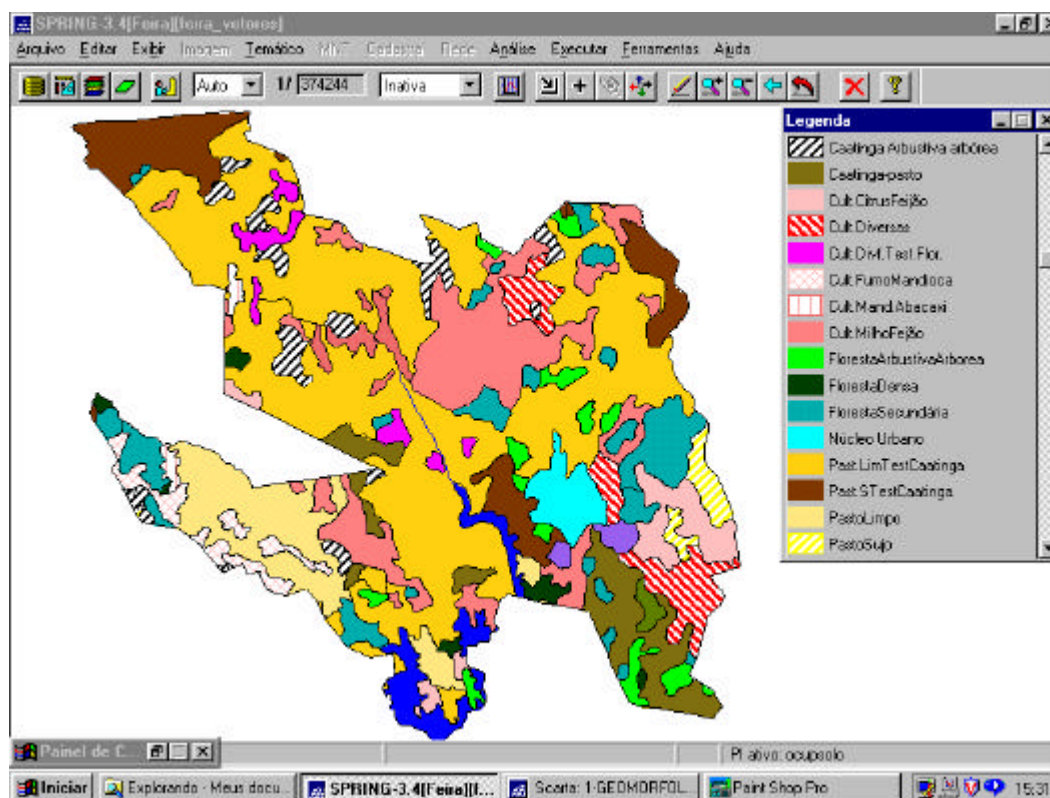 SPRING-3.4[Feira][feira_vetores]
Arquivo Editar Exibir Imagem Temático MNT Cadastral Rede Análise Executar Ferramentas Ajuda
Auto 1/ 374244 Inativa
Legenda
Caatinga Arbustiva arbórea
Caatinga-pasto
Cult.CitrusFeijão
Cult.Diversas
Cult.Divf.Test.Flor.
Cult.FumoMandioca
Cult.Mand.Abacaxi
Cult.MilhoFeijão
FlorestaArbustivaArborea
FlorestaDensa
FlorestaSecundária
Núcleo Urbano
Past.LimTestCaatinga
Past.STestCaatinga
PastoLimpo
PastoSujo
Painel de C...
PI ativo: ocupsolo
Iniciar Explorando - Meus docu... SPRING-3.4[Feira][f... Scarta: 1-GEOMORFOL... Paint Shop Pro 15:31